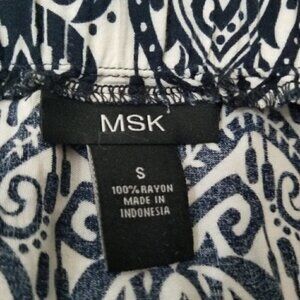 MSK
S
100% RAYON
MADE IN
INDONESIA